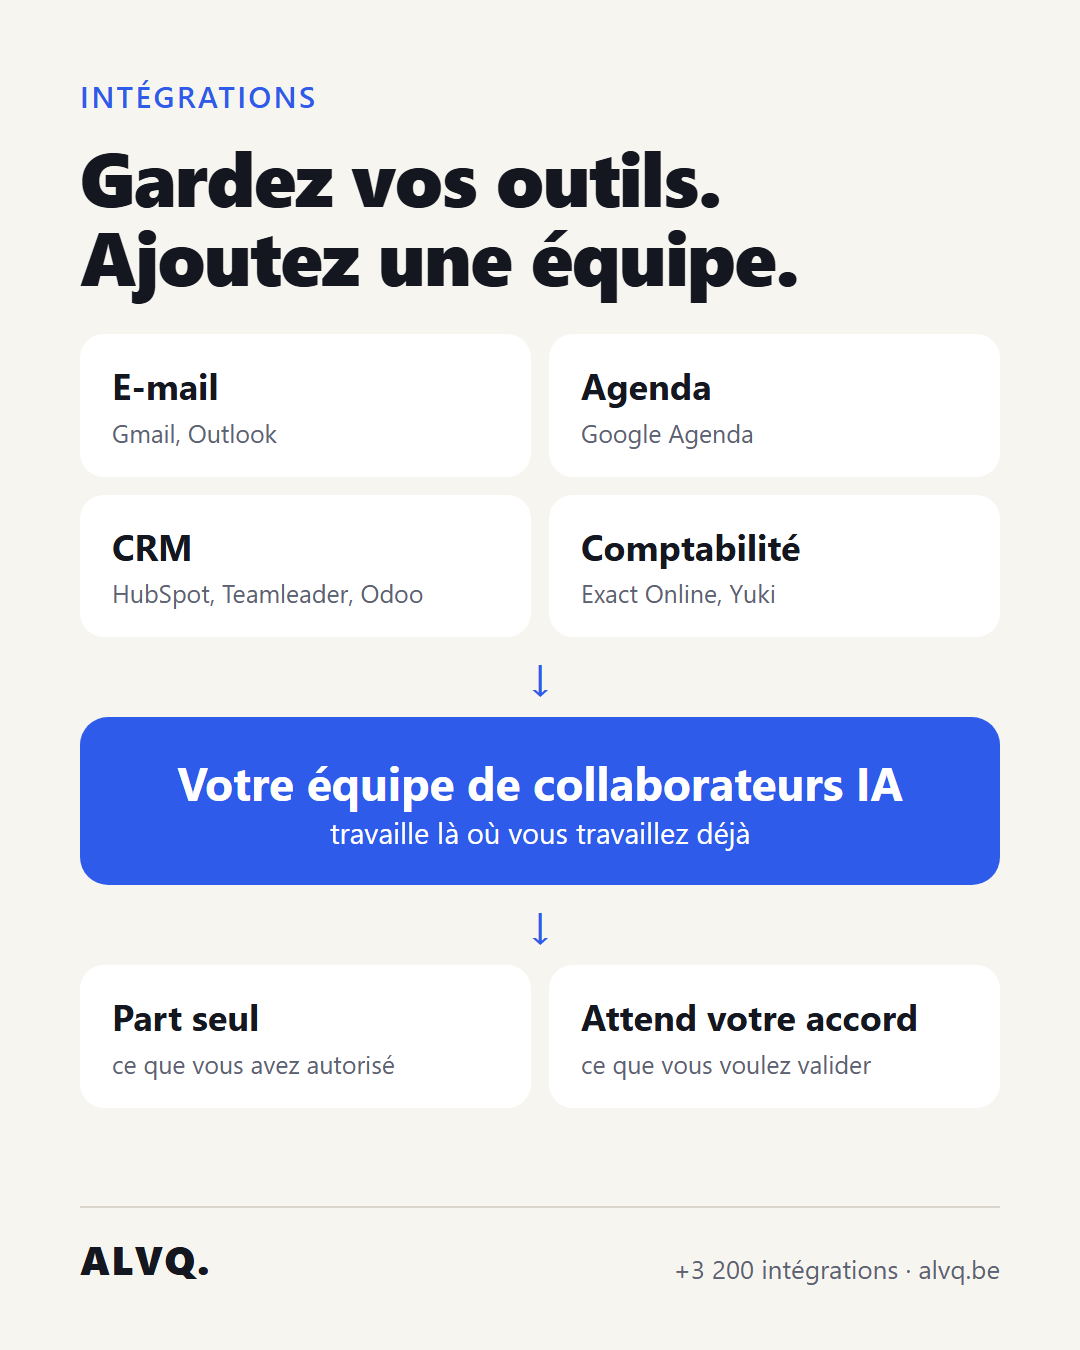 INTÉGRATIONS
Gardez vos outils.
Ajoutez une équipe.
E-mail
Gmail, Outlook
Agenda
Google Agenda
CRM
HubSpot, Teamleader, Odoo
Comptabilité
Exact Online, Yuki
↓
Votre équipe de collaborateurs IA
travaille là où vous travaillez déjà
↓
Part seul
ce que vous avez autorisé
Attend votre accord
ce que vous voulez valider
ALVQ.
+3 200 intégrations · alvq.be